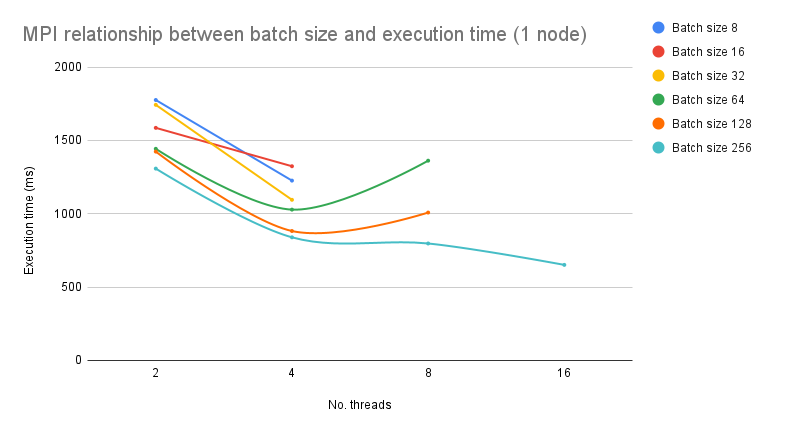 MPI relationship between batch size and execution time (1 node)
Batch size 8
Batch size 16
Batch size 32
Batch size 64
Batch size 128
Batch size 256
Execution time (ms)
2000
1500
1000
500
0
2 4 8 16
No. threads